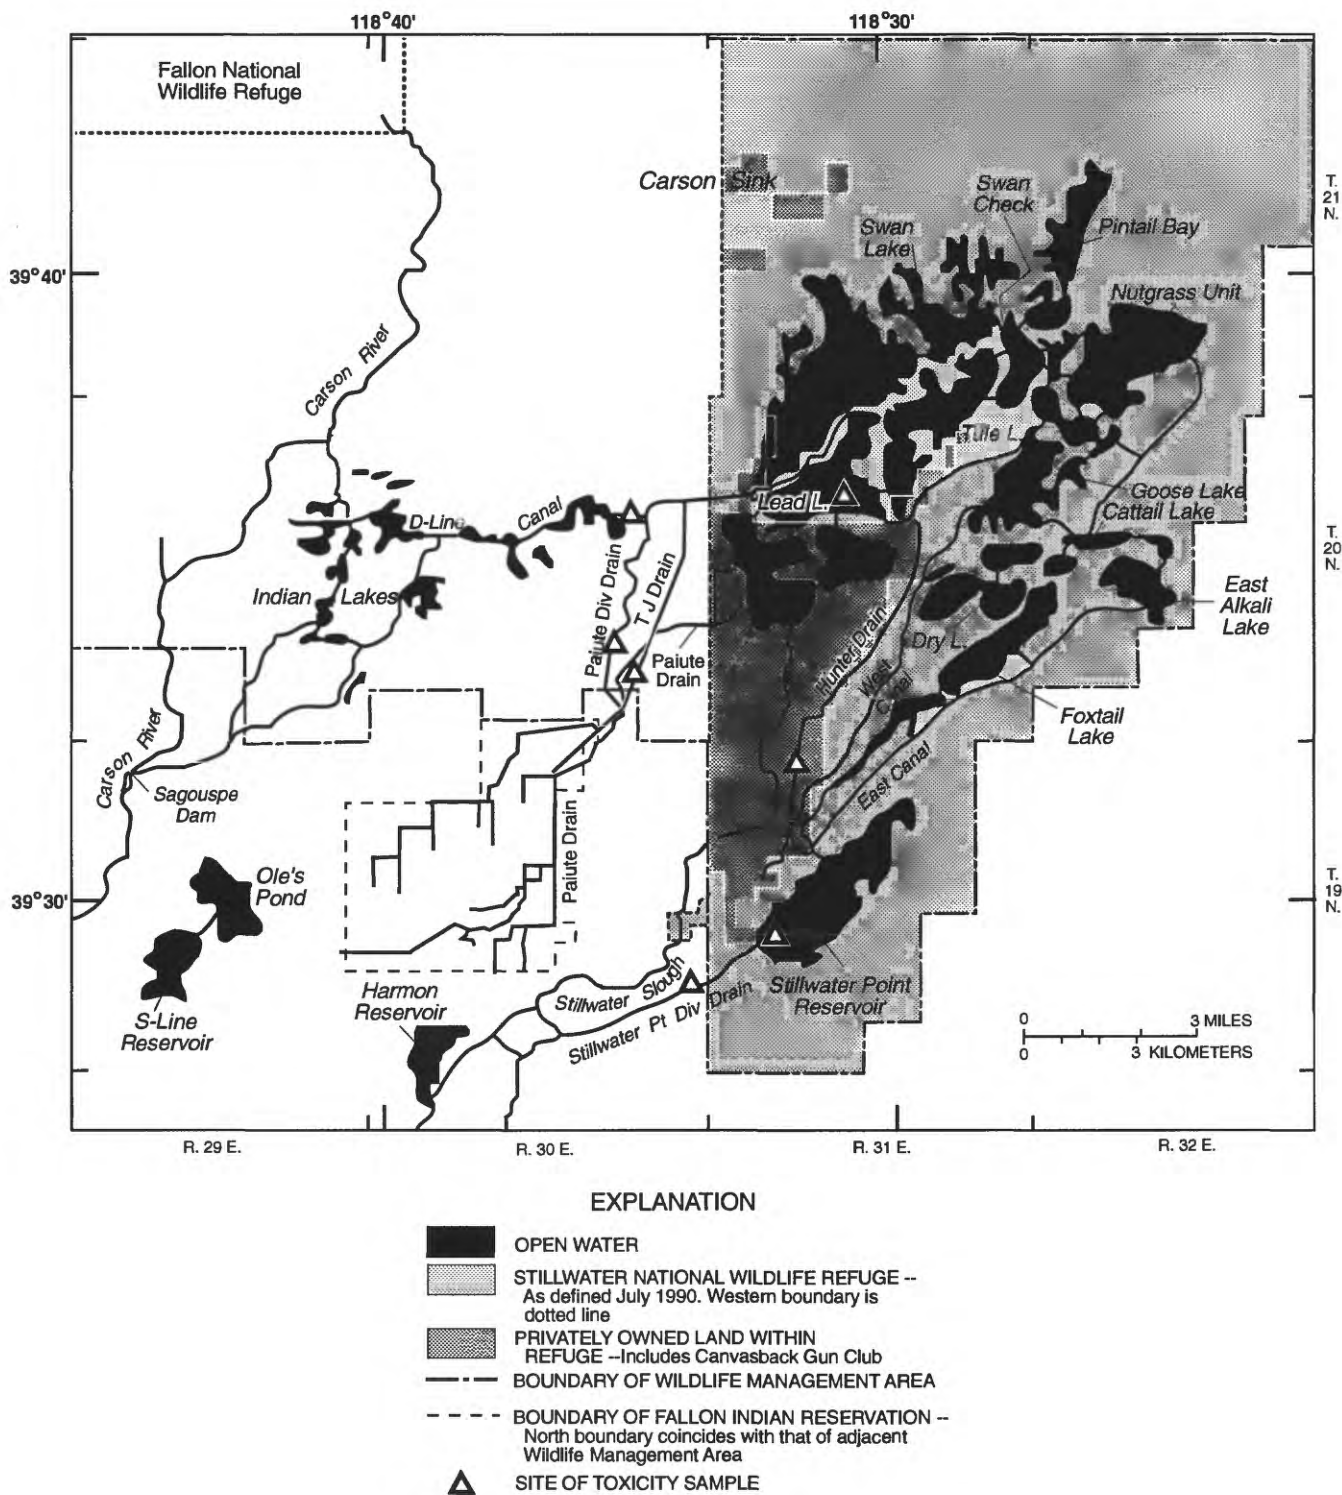 118°40'
118°30'
Fallon National
Wildlife Refuge
Carson Sink
Swan
Check
Swan
Lake
Pintail Bay
T.
21
N.
39°40'
Nutgrass Unit
Carson River
Tule L.
Lead L.
Goose Lake
Cattail Lake
D-Line Canal
T.
20
N.
Indian Lakes
Paiute Div Drain
T J Drain
Paiute
Drain
Hunter Drain
West
Canal
Dry L.
East
Alkali
Lake
Foxtail
Lake
Carson River
Sagouspe
Dam
East Canal
Paiute Drain
Ole's
Pond
39°30'
T.
19
N.
S-Line
Reservoir
Harmon
Reservoir
Stillwater Slough
Stillwater Pt Div Drain
Stillwater Point
Reservoir
0 3 MILES
0 3 KILOMETERS
R. 29 E.
R. 30 E.
R. 31 E.
R. 32 E.
EXPLANATION
OPEN WATER
STILLWATER NATIONAL WILDLIFE REFUGE --
As defined July 1990. Western boundary is
dotted line
PRIVATELY OWNED LAND WITHIN
REFUGE --Includes Canvasback Gun Club
BOUNDARY OF WILDLIFE MANAGEMENT AREA
BOUNDARY OF FALLON INDIAN RESERVATION --
North boundary coincides with that of adjacent
Wildlife Management Area
SITE OF TOXICITY SAMPLE